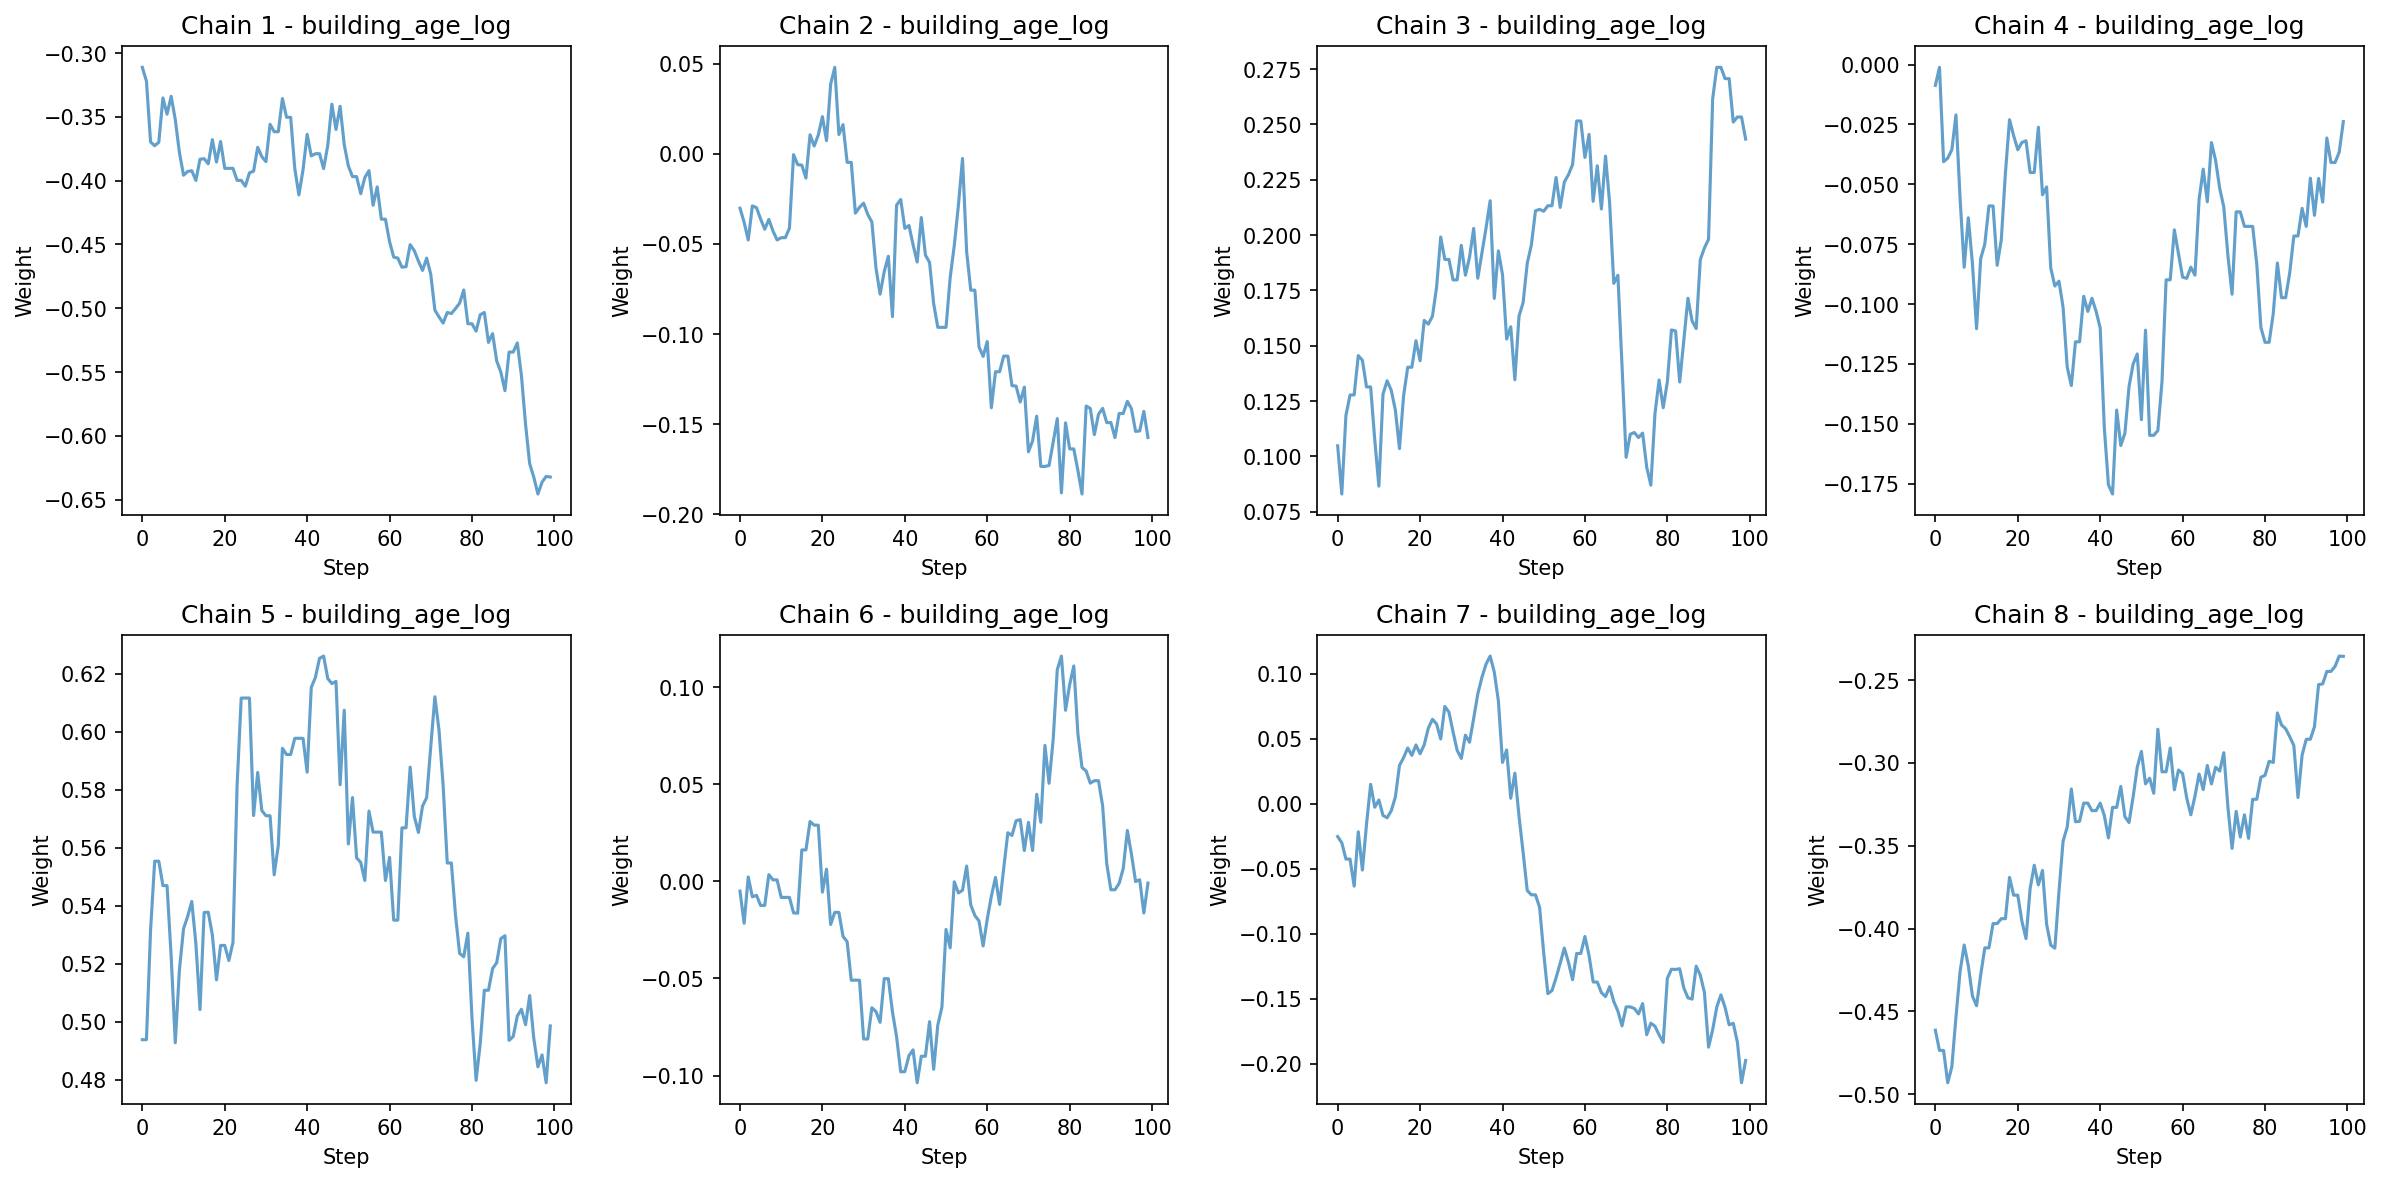 Chain 1 - building_age_log
−0.30
−0.35
−0.40
−0.45
−0.50
−0.55
−0.60
−0.65
Weight
0 20 40 60 80 100
Step
Chain 2 - building_age_log
0.05
0.00
−0.05
−0.10
−0.15
−0.20
Weight
0 20 40 60 80 100
Step
Chain 3 - building_age_log
0.275
0.250
0.225
0.200
0.175
0.150
0.125
0.100
0.075
Weight
0 20 40 60 80 100
Step
Chain 4 - building_age_log
0.000
−0.025
−0.050
−0.075
−0.100
−0.125
−0.150
−0.175
Weight
0 20 40 60 80 100
Step
Chain 5 - building_age_log
0.62
0.60
0.58
0.56
0.54
0.52
0.50
0.48
Weight
0 20 40 60 80 100
Step
Chain 6 - building_age_log
0.10
0.05
0.00
−0.05
−0.10
Weight
0 20 40 60 80 100
Step
Chain 7 - building_age_log
0.10
0.05
0.00
−0.05
−0.10
−0.15
−0.20
Weight
0 20 40 60 80 100
Step
Chain 8 - building_age_log
−0.25
−0.30
−0.35
−0.40
−0.45
−0.50
Weight
0 20 40 60 80 100
Step